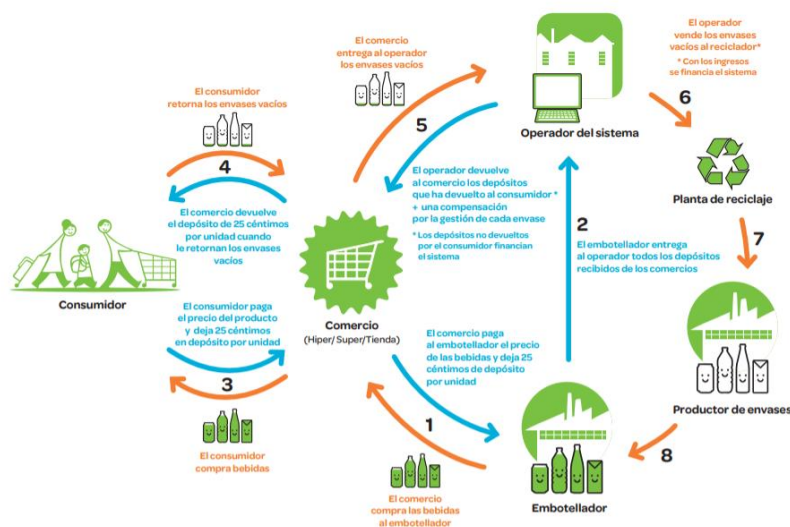 El comercio
entrega al operador
los envases vacíos
El operador
vende los envases
vacíos al reciclador*
* Con los ingresos
se financia el sistema
El consumidor
retorna los envases vacíos
5
Operador del sistema
6
4
El operador devuelve
al comercio los depósitos
que ha devuelto al consumidor *
+ una compensación
por la gestión de cada envase
* Los depósitos no devueltos
por el consumidor financian
el sistema
Planta de reciclaje
El comercio devuelve
el depósito de 25 céntimos
por unidad cuando
le retornan los envases
vacíos
2
El embotellador entrega
al operador todos los depósitos
recibidos de los comercios
7
Consumidor
El consumidor paga
el precio del producto
y deja 25 céntimos
en depósito por unidad
Comercio
(Hiper/ Super/Tienda)
El comercio paga
al embotellador el precio
de las bebidas y deja 25
céntimos de depósito
por unidad
3
Productor de envases
1
8
El consumidor
compra bebidas
El comercio
compra las bebidas
al embotellador
Embotellador